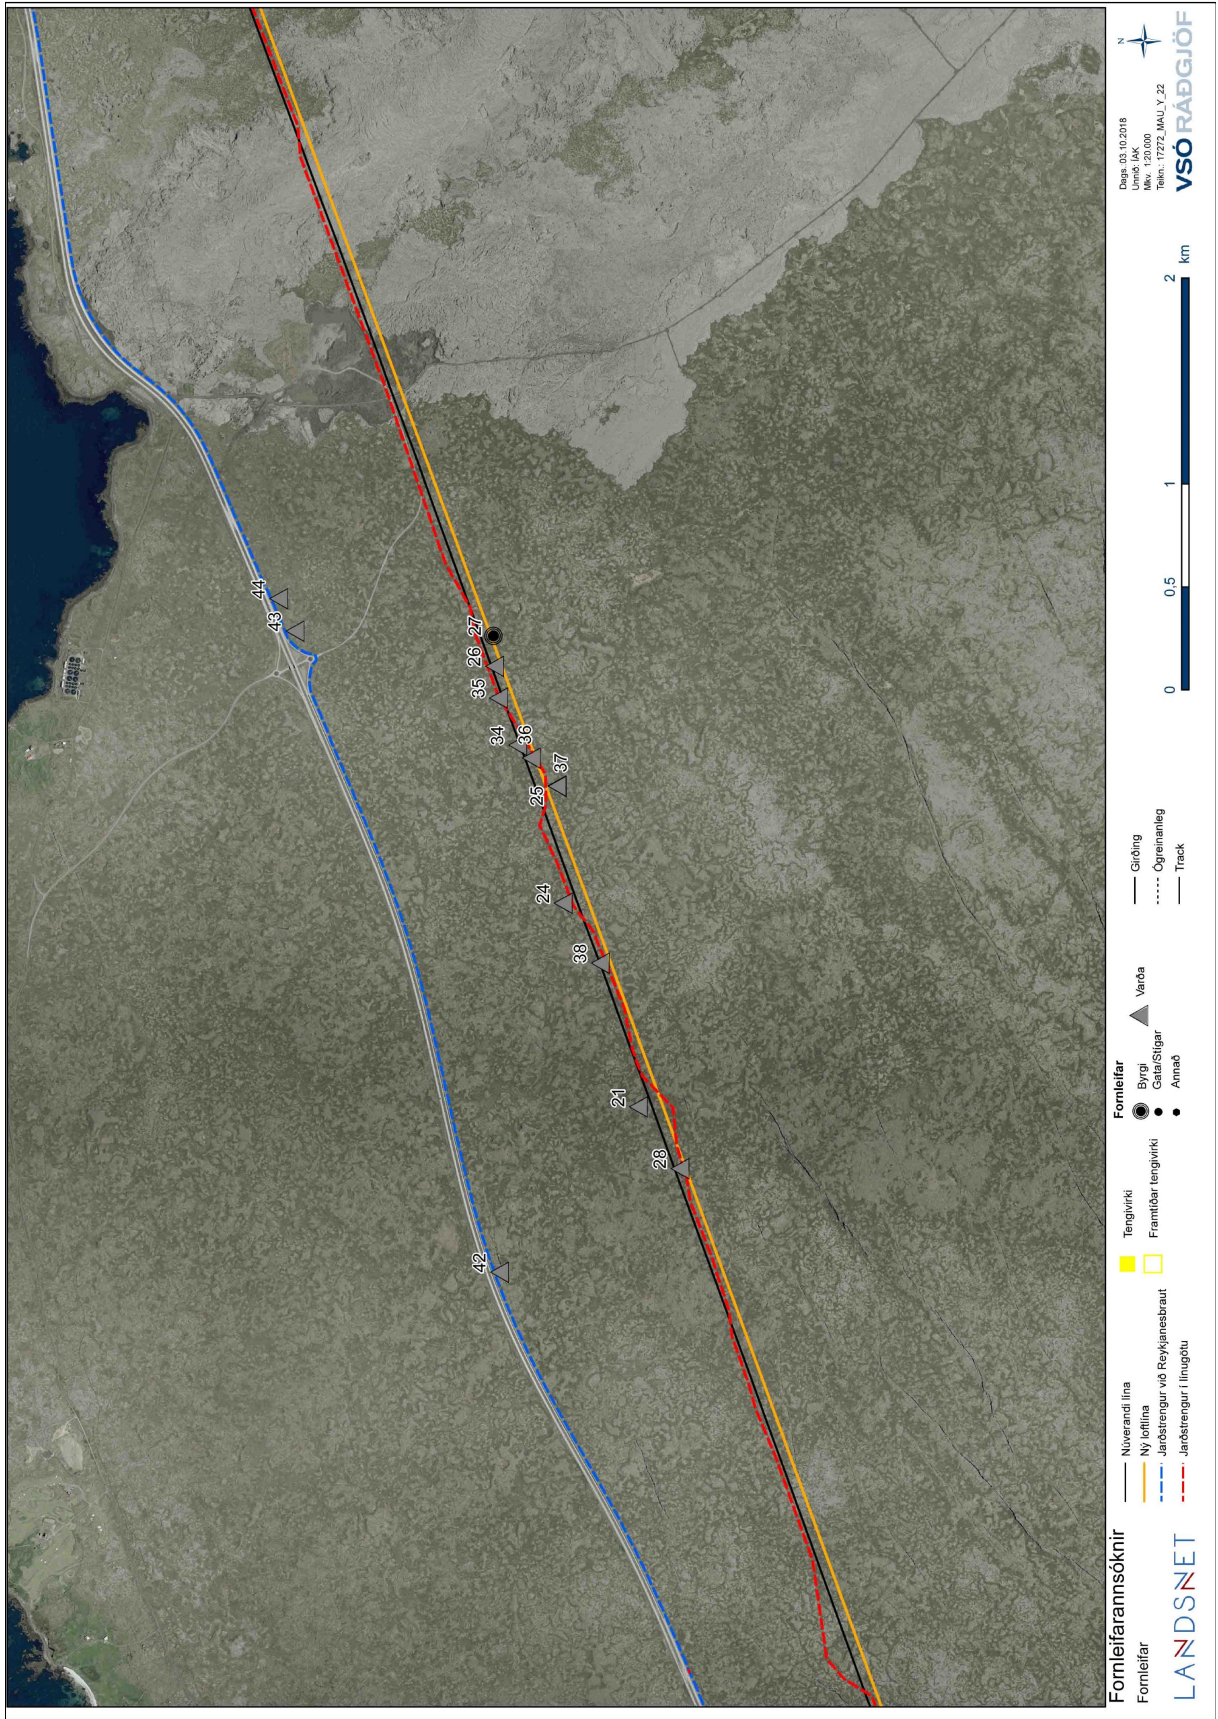 44
43
27
26
35
34
36
37
25
24
38
21
28
42
Fornleifarannsóknir
Fornleifar
LANDSNET
Núverandi lína
Ný loftlína
Jarðstrengur við Reykjanesbraut
Jarðstrengur í línugötu
Tengivirki
Framtíðar tengivirki
Fornleifar
Byrgi
Gata/Stígar
Annað
Varða
Girðing
Ógreinanleg
Track
0 0,5 1 2 km
N
Dags.:03.10.2018
Unnið: ÍAK
Mkv. 1:20.000
Teikn.: 17272_MAU_Y_22
VSÓ RÁÐGJÖF